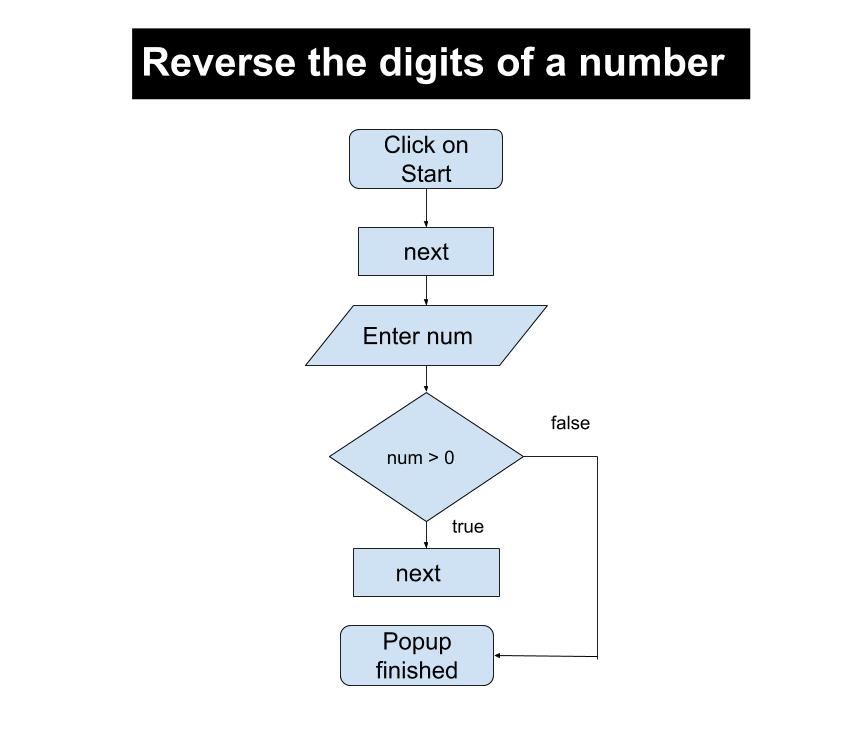 Reverse the digits of a number
Click on
Start
next
Enter num
num > 0
false
true
next
Popup
finished